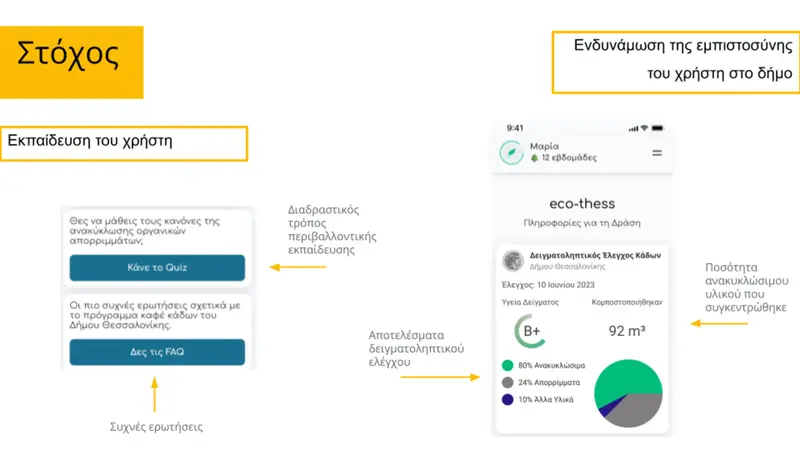 Στόχος
Ενδυνάμωση της εμπιστοσύνης
του χρήστη στο δήμο
Εκπαίδευση του χρήστη
Θες να μάθεις τους κανόνες της
ανακύκλωσης οργανικών
απορριμμάτων;
Κάνε το Quiz
Οι πιο συχνές ερωτήσεις σχετικά με
το πρόγραμμα καφέ κάδων του
Δήμου Θεσσαλονίκης.
Δες τις FAQ
Διαδραστικός
τρόπος
περιβαλλοντικής
εκπαίδευσης
Συχνές ερωτήσεις
9:41
Μαρία
12 εβδομάδες
eco-thess
Πληροφορίες για τη Δράση
Δειγματοληπτικός Έλεγχος Κάδων
Δήμου Θεσσαλονίκης
Έλεγχος: 10 Ιουνίου 2023
Υγεία Δείγματος Κομποστοποιήθηκαν
B+ 92 m³
80% Ανακυκλώσιμα
24% Απορρίμματα
10% Άλλα Υλικά
Αποτελέσματα
δειγματοληπτικού
ελέγχου
Ποσότητα
ανακυκλώσιμου
υλικού που
συγκεντρώθηκε